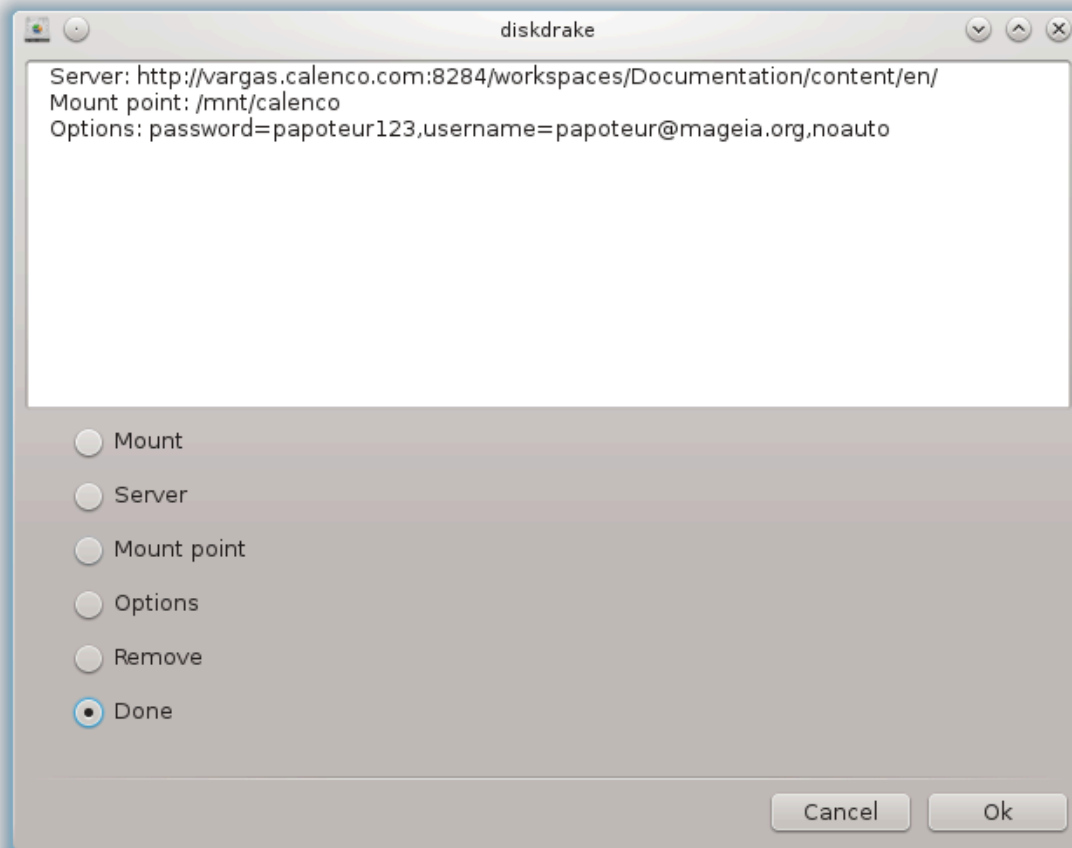 diskdrake
Server: http://vargas.calenco.com:8284/workspaces/Documentation/content/en/
Mount point: /mnt/calenco
Options: password=papoteur123,username=papoteur@mageia.org,noauto
Mount
Server
Mount point
Options
Remove
Done
Cancel Ok